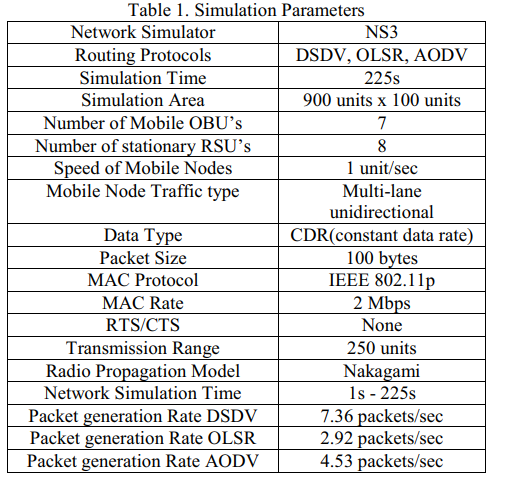 Table 1. Simulation Parameters
Network Simulator NS3
Routing Protocols DSDV, OLSR, AODV
Simulation Time 225s
Simulation Area 900 units x 100 units
Number of Mobile OBU's 7
Number of stationary RSU's 8
Speed of Mobile Nodes 1 unit/sec
Mobile Node Traffic type Multi-lane
unidirectional
Data Type CDR(constant data rate)
Packet Size 100 bytes
MAC Protocol IEEE 802.11p
MAC Rate 2 Mbps
RTS/CTS None
Transmission Range 250 units
Radio Propagation Model Nakagami
Network Simulation Time 1s - 225s
Packet generation Rate DSDV 7.36 packets/sec
Packet generation Rate OLSR 2.92 packets/sec
Packet generation Rate AODV 4.53 packets/sec